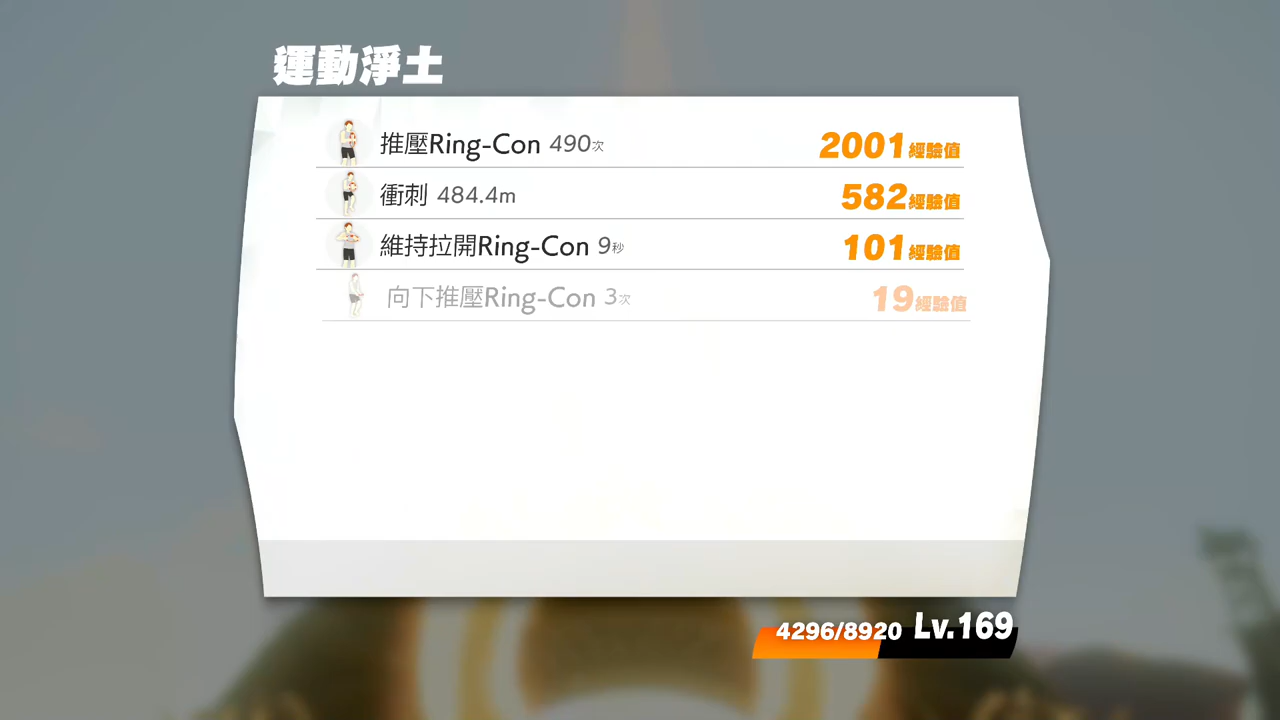 運動淨土
推壓Ring-Con 490次 2001經驗值
衝刺 484.4m 582經驗值
維持拉開Ring-Con 9秒 101經驗值
向下推壓Ring-Con 3次 19經驗值
4296/8920 Lv.169